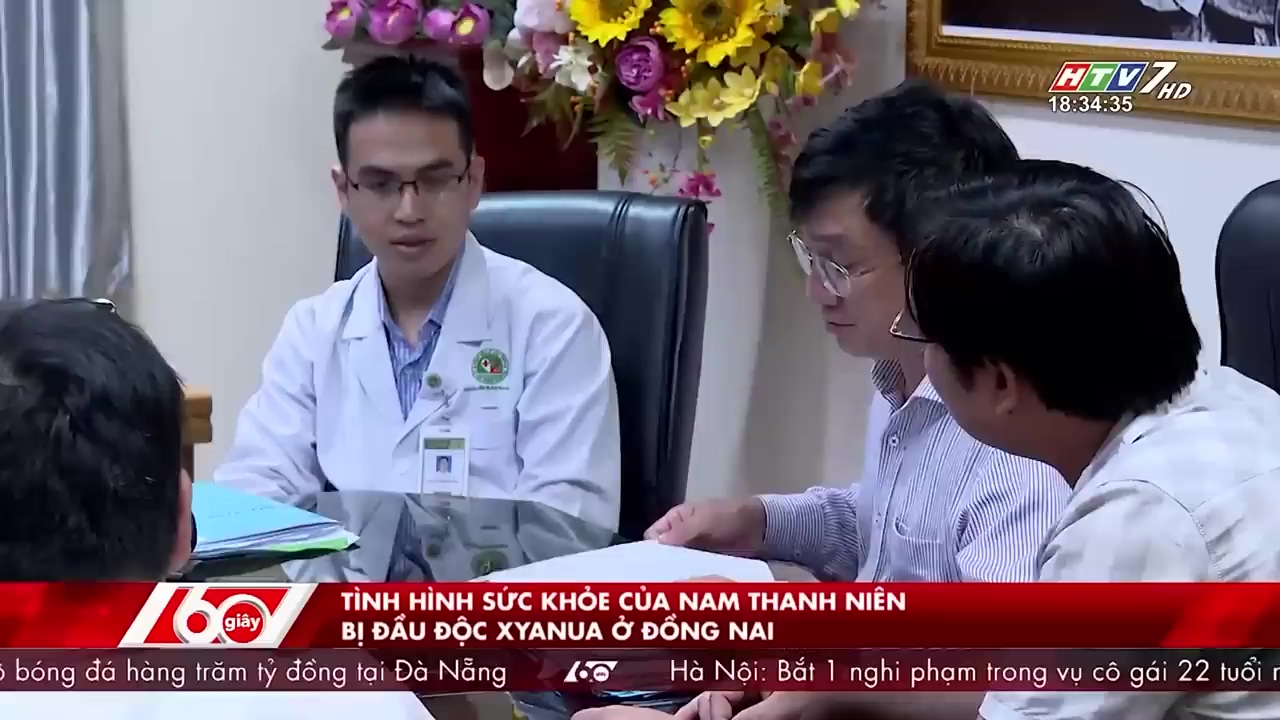 HTV7 HD
18:34:35
60 giây
TÌNH HÌNH SỨC KHỎE CỦA NAM THANH NIÊN
BỊ ĐẦU ĐỘC XYANUA Ở ĐỒNG NAI
bóng đá hàng trăm tỷ đồng tại Đà Nẵng 60 giây Hà Nội: Bắt 1 nghi phạm trong vụ cô gái 22 tuổi